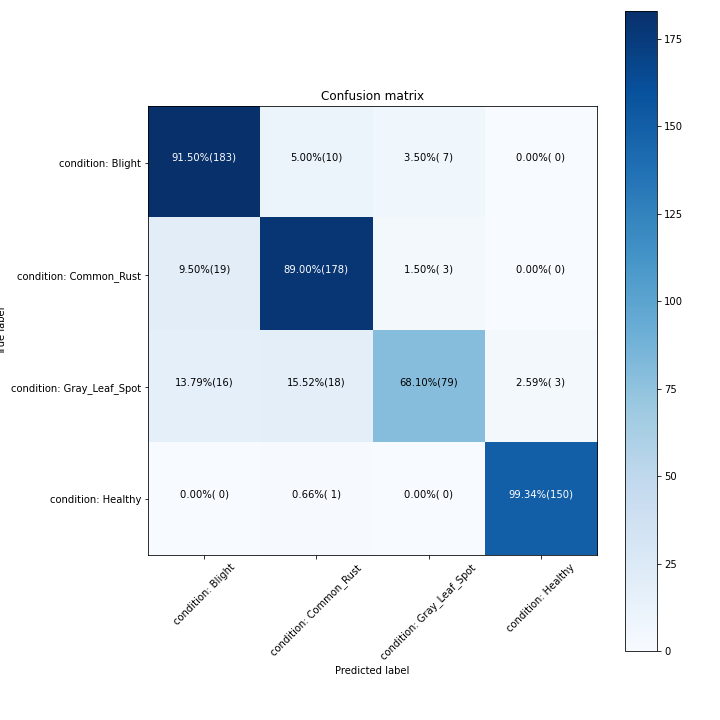 Confusion matrix
condition: Blight
91.50%(183)
5.00%(10)
3.50%( 7)
0.00%( 0)
condition: Common_Rust
9.50%(19)
89.00%(178)
1.50%( 3)
0.00%( 0)
condition: Gray_Leaf_Spot
13.79%(16)
15.52%(18)
68.10%(79)
2.59%( 3)
condition: Healthy
0.00%( 0)
0.66%( 1)
0.00%( 0)
99.34%(150)
condition: Blight
condition: Common_Rust
condition: Gray_Leaf_Spot
condition: Healthy
Predicted label
True label
175
150
125
100
75
50
25
0